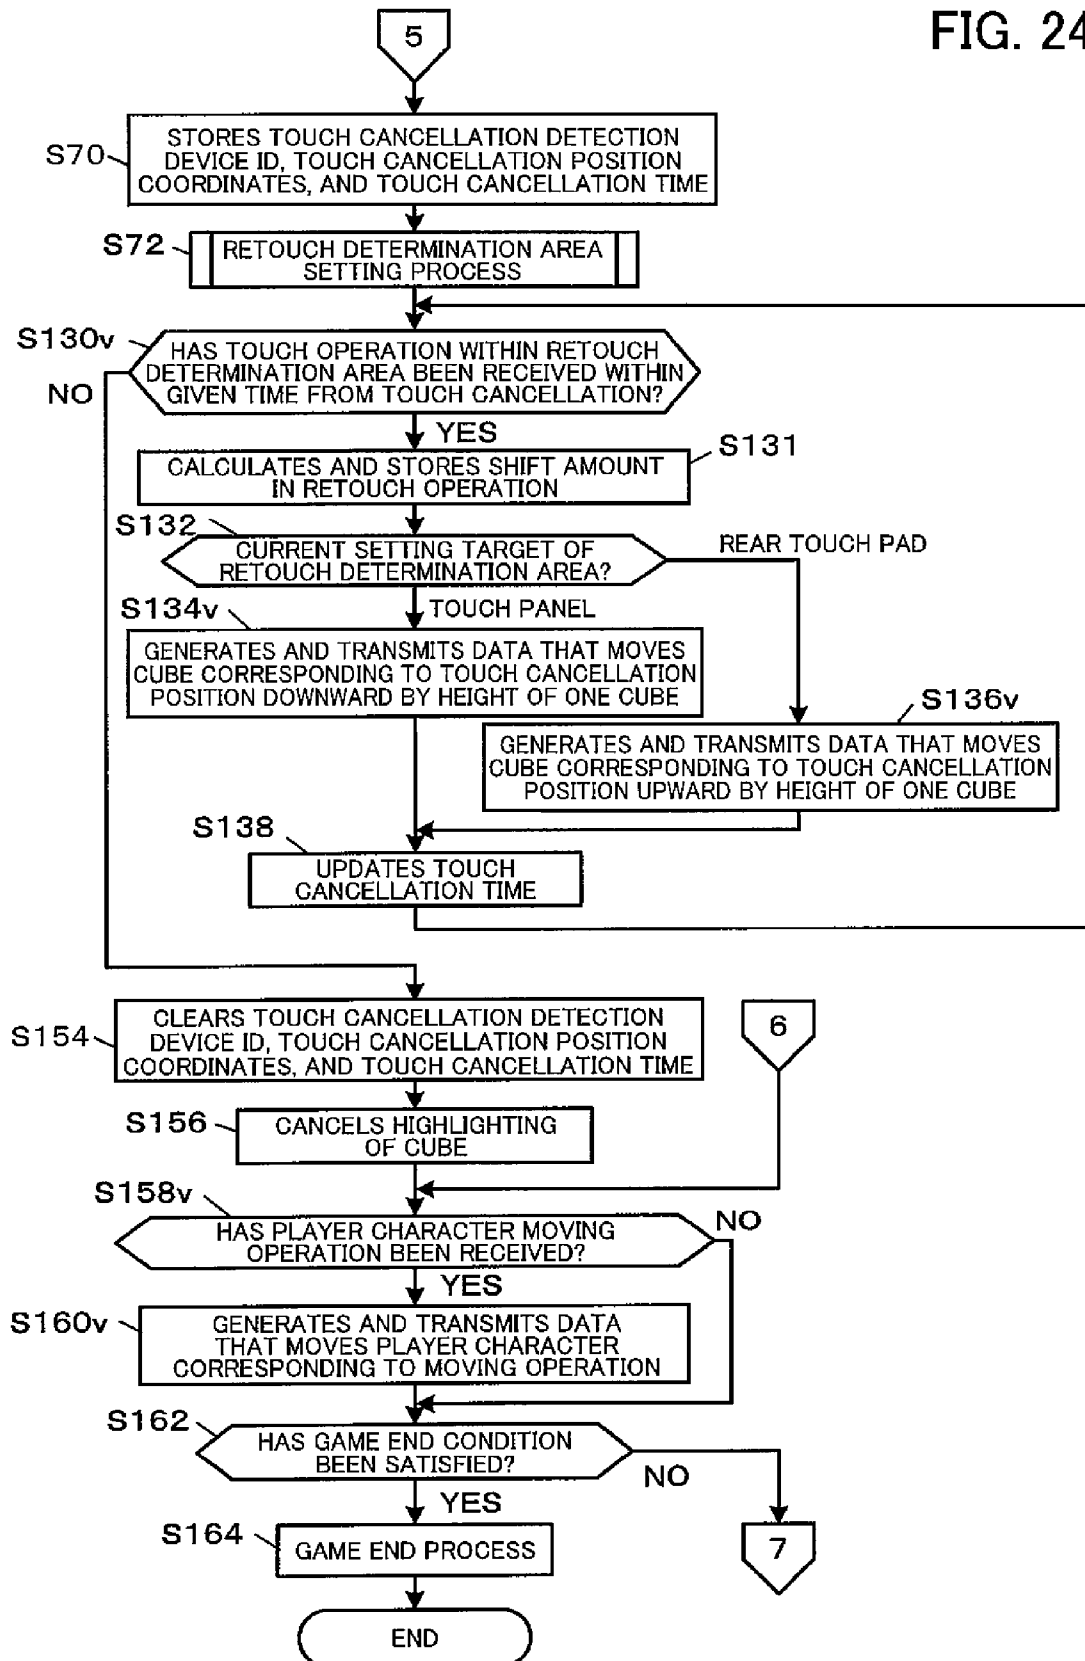 FIG. 24
5
S70
STORES TOUCH CANCELLATION DETECTION
DEVICE ID, TOUCH CANCELLATION POSITION
COORDINATES, AND TOUCH CANCELLATION TIME
S72
RETOUCH DETERMINATION AREA
SETTING PROCESS
S130v
HAS TOUCH OPERATION WITHIN RETOUCH
DETERMINATION AREA BEEN RECEIVED WITHIN
GIVEN TIME FROM TOUCH CANCELLATION?
NO
YES
S131
CALCULATES AND STORES SHIFT AMOUNT
IN RETOUCH OPERATION
S132
CURRENT SETTING TARGET OF
RETOUCH DETERMINATION AREA?
REAR TOUCH PAD
TOUCH PANEL
S134v
GENERATES AND TRANSMITS DATA THAT MOVES
CUBE CORRESPONDING TO TOUCH CANCELLATION
POSITION DOWNWARD BY HEIGHT OF ONE CUBE
S136v
GENERATES AND TRANSMITS DATA THAT MOVES
CUBE CORRESPONDING TO TOUCH CANCELLATION
POSITION UPWARD BY HEIGHT OF ONE CUBE
S138
UPDATES TOUCH
CANCELLATION TIME
S154
CLEARS TOUCH CANCELLATION DETECTION
DEVICE ID, TOUCH CANCELLATION POSITION
COORDINATES, AND TOUCH CANCELLATION TIME
6
S156
CANCELS HIGHLIGHTING
OF CUBE
S158v
HAS PLAYER CHARACTER MOVING
OPERATION BEEN RECEIVED?
NO
YES
S160v
GENERATES AND TRANSMITS DATA
THAT MOVES PLAYER CHARACTER
CORRESPONDING TO MOVING OPERATION
S162
HAS GAME END CONDITION
BEEN SATISFIED?
NO
YES
S164
GAME END PROCESS
7
END